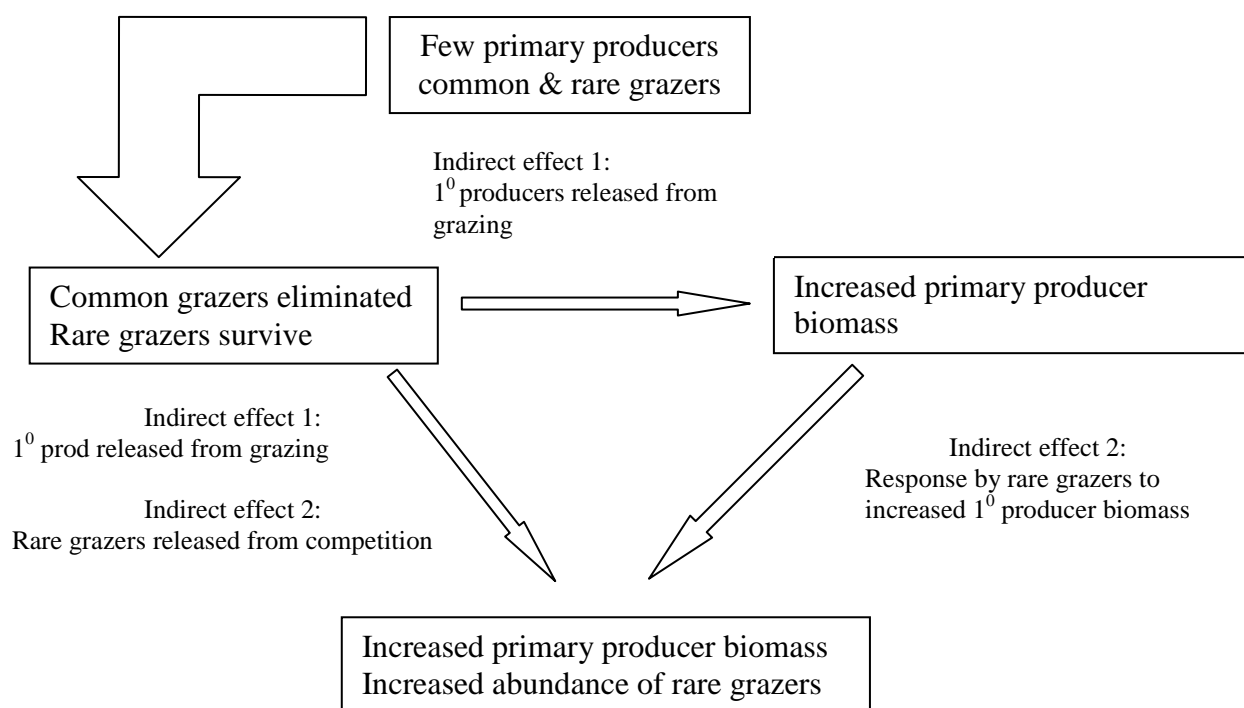 Few primary producers
common & rare grazers
Indirect effect 1:
1⁰ producers released from
grazing
Common grazers eliminated
Rare grazers survive
Increased primary producer
biomass
Indirect effect 1:
1⁰ prod released from grazing
Indirect effect 2:
Rare grazers released from competition
Indirect effect 2:
Response by rare grazers to
increased 1⁰ producer biomass
Increased primary producer biomass
Increased abundance of rare grazers